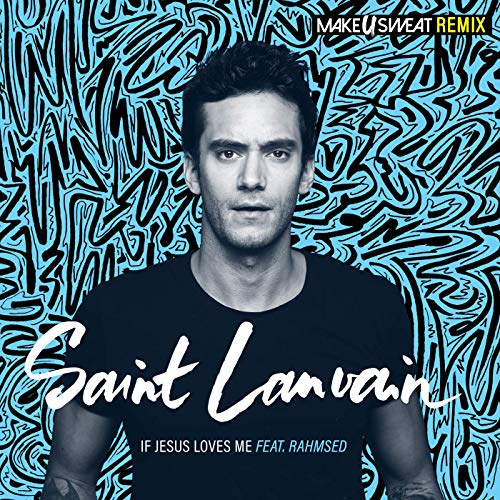 MAKE U SWEAT REMIX
Saint Lanvain
IF JESUS LOVES ME FEAT. RAHMSED